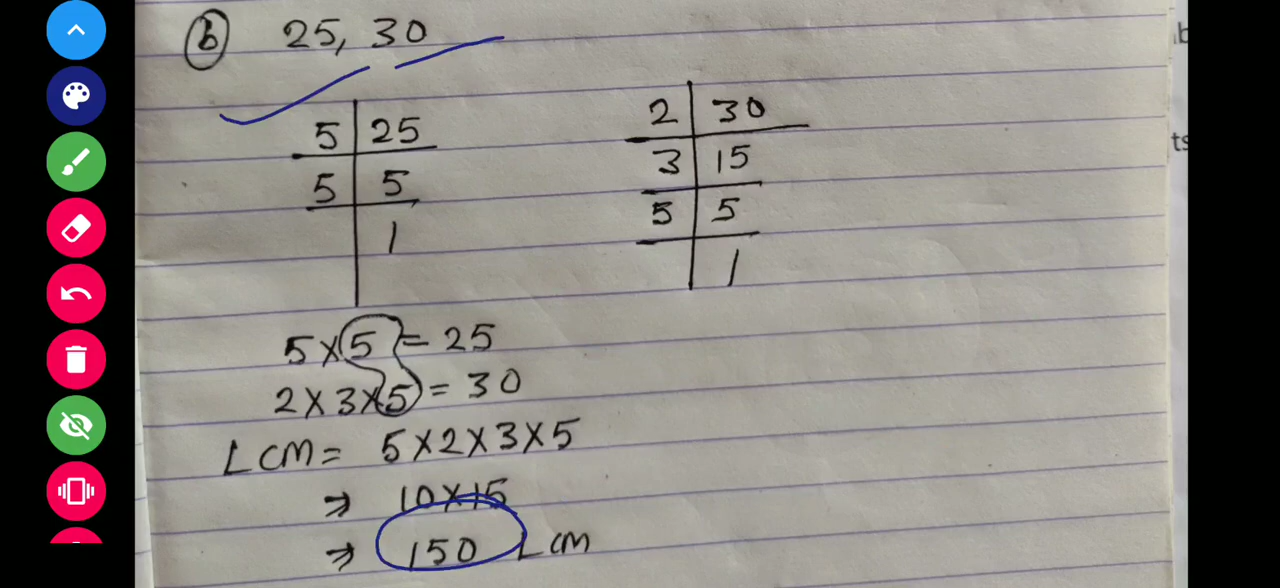 b 25, 30
5 25
5 5
1
2 30
3 15
5 5
1
5×5 = 25
2×3×5 = 30
LCM = 5×2×3×5
⇒ 10×15
⇒ 150 LCM